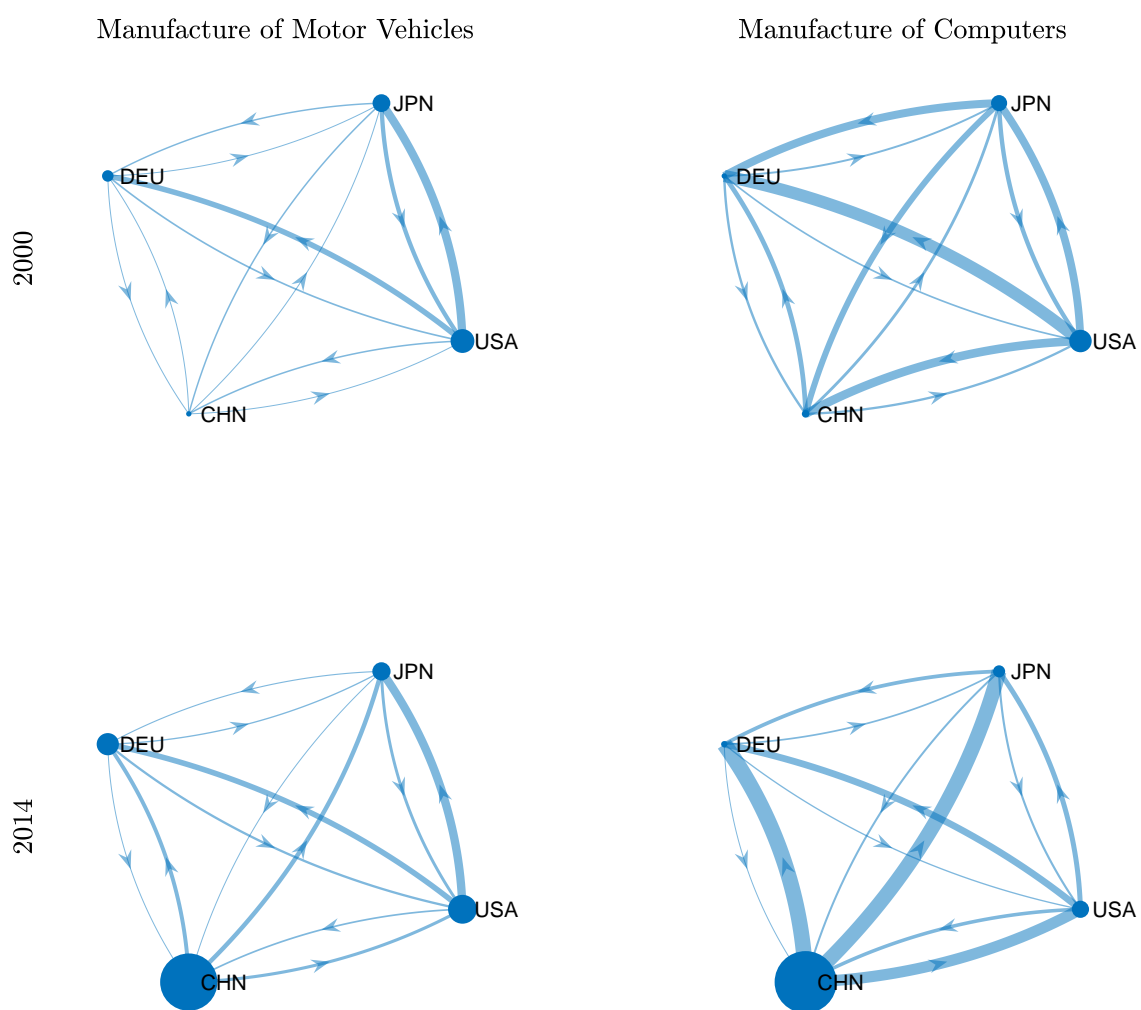 Manufacture of Motor Vehicles
Manufacture of Computers
2000
JPN
DEU
USA
CHN
JPN
DEU
USA
CHN
2014
JPN
DEU
USA
CHN
JPN
DEU
USA
CHN